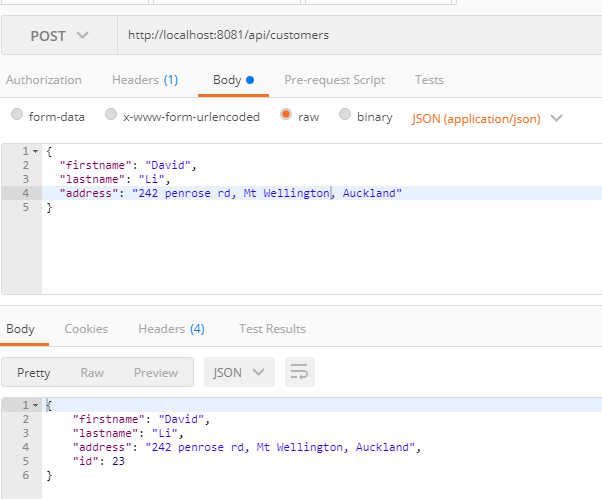 POST http://localhost:8081/api/customers
Authorization Headers (1) Body Pre-request Script Tests
form-data x-www-form-urlencoded raw binary JSON (application/json)
1 {
2 "firstname": "David",
3 "lastname": "Li",
4 "address": "242 penrose rd, Mt Wellington, Auckland"
5 }
Body Cookies Headers (4) Test Results
Pretty Raw Preview JSON
1 {
2 "firstname": "David",
3 "lastname": "Li",
4 "address": "242 penrose rd, Mt Wellington, Auckland",
5 "id": 23
6 }